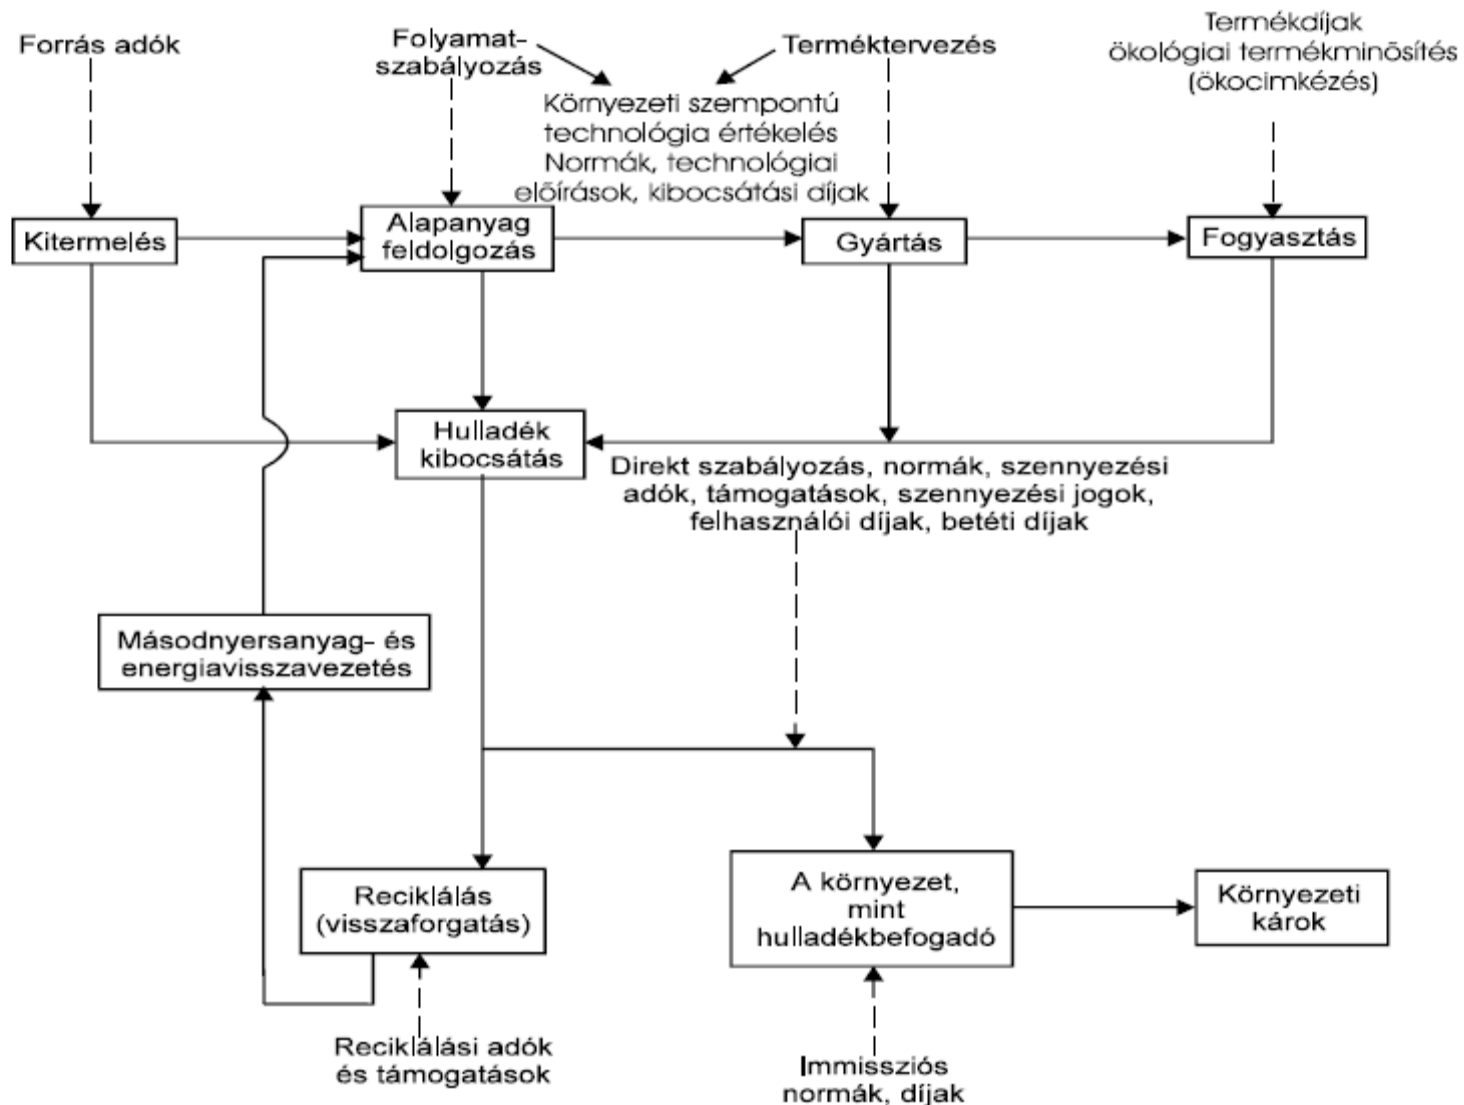 Forrás adók
Folyamat-
szabályozás
Terméktervezés
Termékdíjak
ökológiai termékminõsítés
(ökocimkézés)
Környezeti szempontú
technológia értékelés
Normák, technológiai
elõírások, kibocsátási díjak
Kitermelés
Alapanyag
feldolgozás
Gyártás
Fogyasztás
Hulladék
kibocsátás
Direkt szabályozás, normák, szennyezési
adók, támogatások, szennyezési jogok,
felhasználói díjak, betéti díjak
Másodnyersanyag- és
energiavisszavezetés
Reciklálás
(visszaforgatás)
A környezet,
mint
hulladékbefogadó
Környezeti
károk
Reciklálási adók
és támogatások
Immissziós
normák, díjak